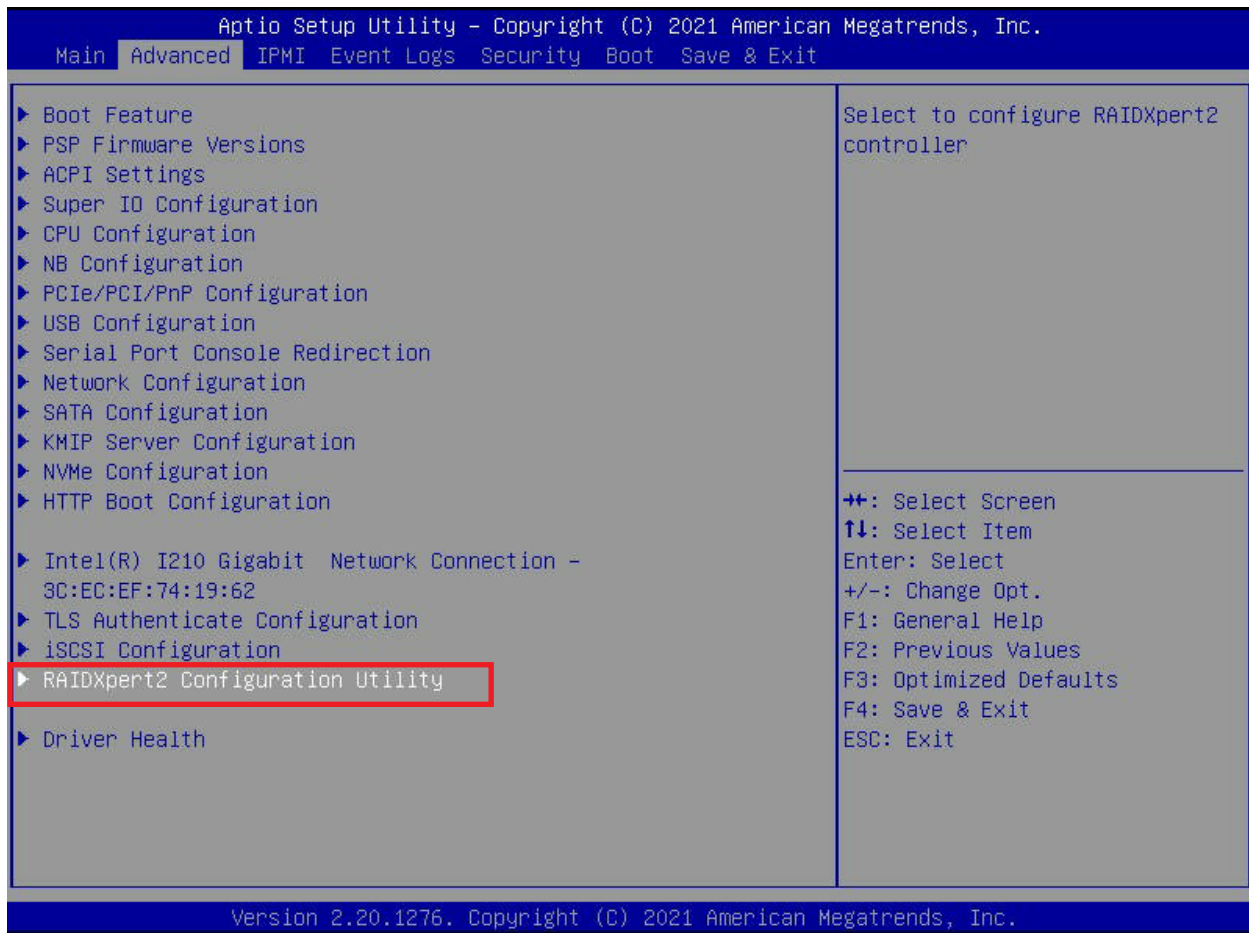 Aptio Setup Utility – Copyright (C) 2021 American Megatrends, Inc.
Main Advanced IPMI Event Logs Security Boot Save & Exit
Boot Feature
PSP Firmware Versions
ACPI Settings
Super IO Configuration
CPU Configuration
NB Configuration
PCIe/PCI/PnP Configuration
USB Configuration
Serial Port Console Redirection
Network Configuration
SATA Configuration
KMIP Server Configuration
NVMe Configuration
HTTP Boot Configuration
Intel(R) I210 Gigabit  Network Connection –
3C:EC:EF:74:19:62
TLS Authenticate Configuration
iSCSI Configuration
RAIDXpert2 Configuration Utility
Driver Health
Select to configure RAIDXpert2
controller
→←: Select Screen
↑↓: Select Item
Enter: Select
+/-: Change Opt.
F1: General Help
F2: Previous Values
F3: Optimized Defaults
F4: Save & Exit
ESC: Exit
Version 2.20.1276. Copyright (C) 2021 American Megatrends, Inc.